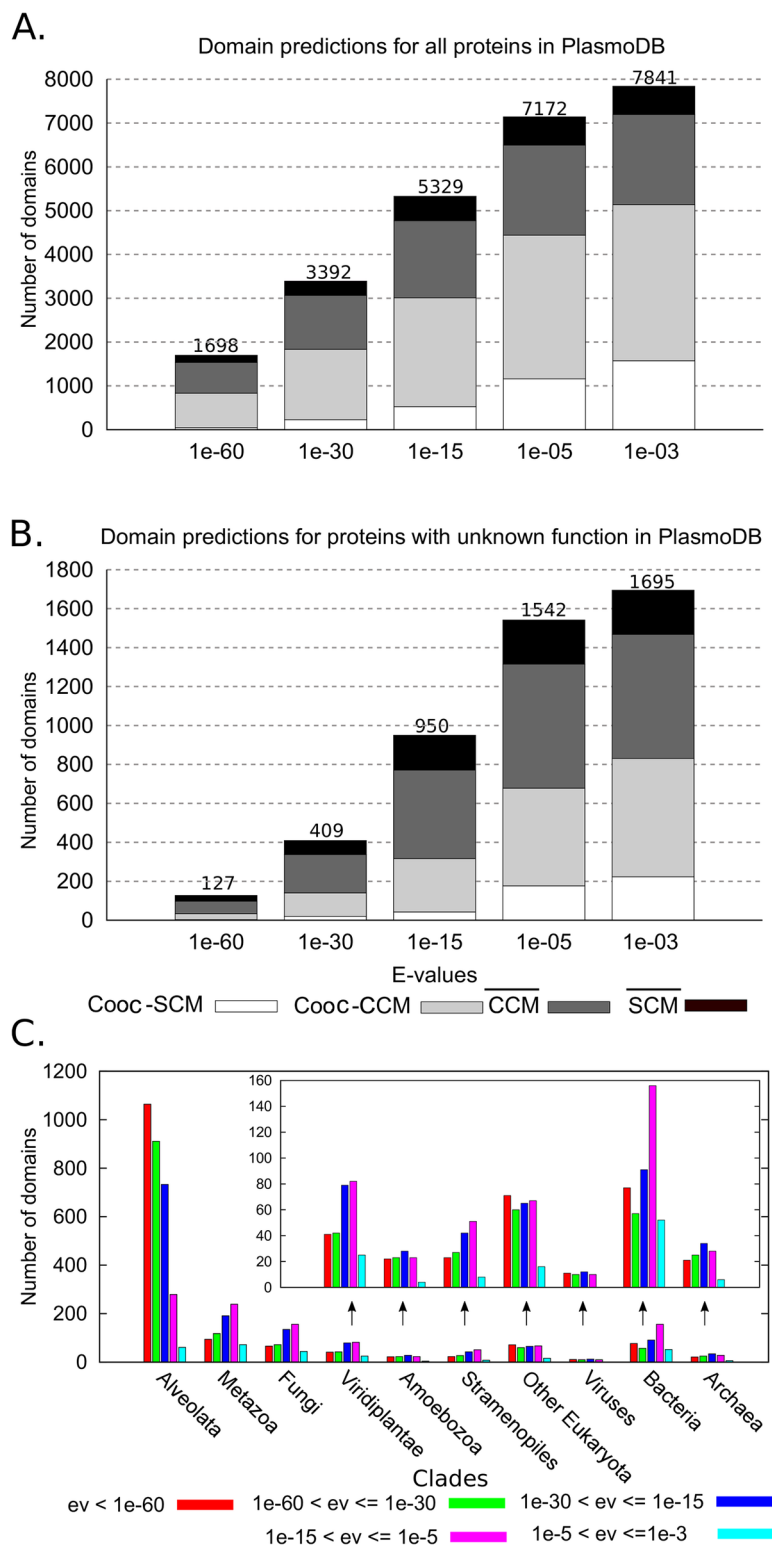 A.
Domain predictions for all proteins in PlasmoDB
Number of domains
8000
7000
6000
5000
4000
3000
2000
1000
0
1698
3392
5329
7172
7841
1e-60 1e-30 1e-15 1e-05 1e-03
B.
Domain predictions for proteins with unknown function in PlasmoDB
Number of domains
1800
1600
1400
1200
1000
800
600
400
200
0
127
409
950
1542
1695
1e-60 1e-30 1e-15 1e-05 1e-03
E-values
Cooc-SCM Cooc-CCM CCM SCM
C.
Number of domains
1200
1000
800
600
400
200
0
160
140
120
100
80
60
40
20
0
Alveolata
Metazoa
Fungi
Viridiplantae
Amoebozoa
Stramenopiles
Other Eukaryota
Viruses
Bacteria
Archaea
Clades
ev < 1e-60 1e-60 < ev <= 1e-30 1e-30 < ev <= 1e-15
1e-15 < ev <= 1e-5 1e-5 < ev <=1e-3